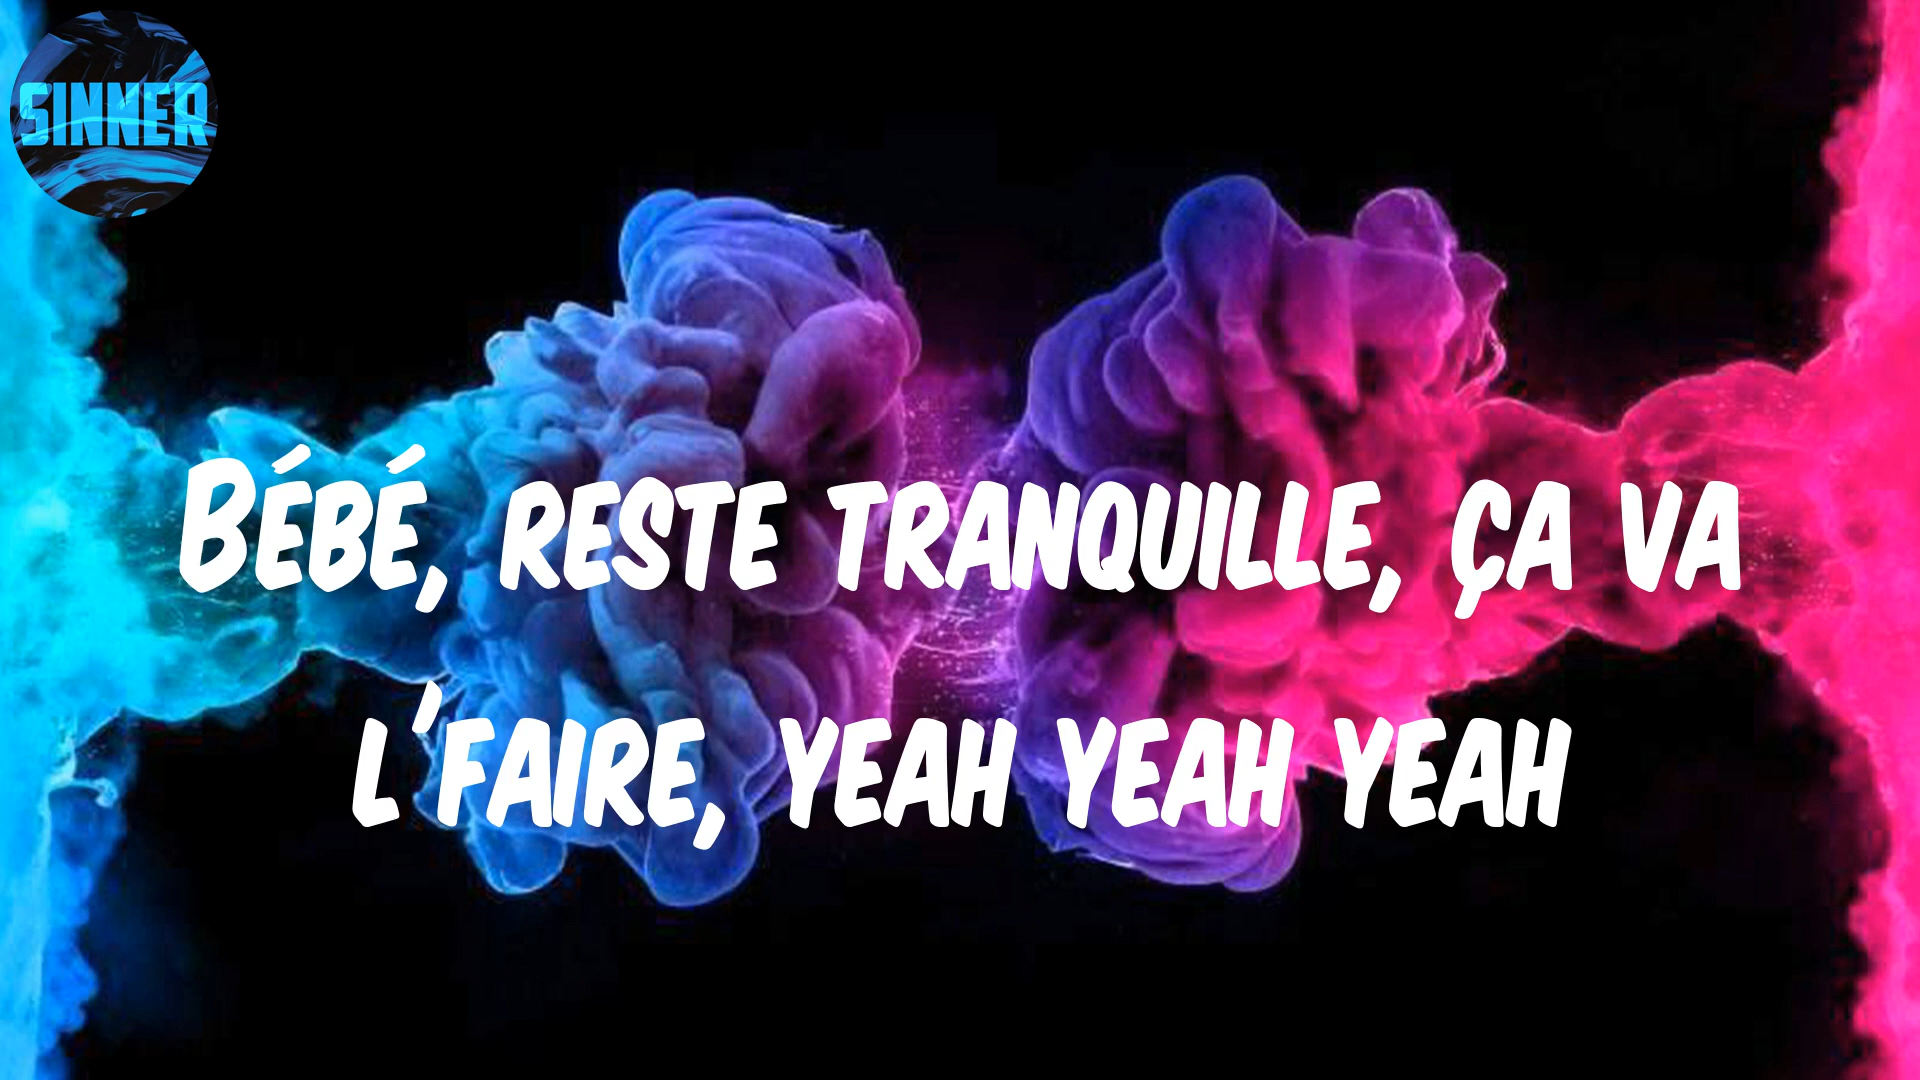 SINNER
Bébé, reste tranquille, ça va
l'faire, yeah yeah yeah